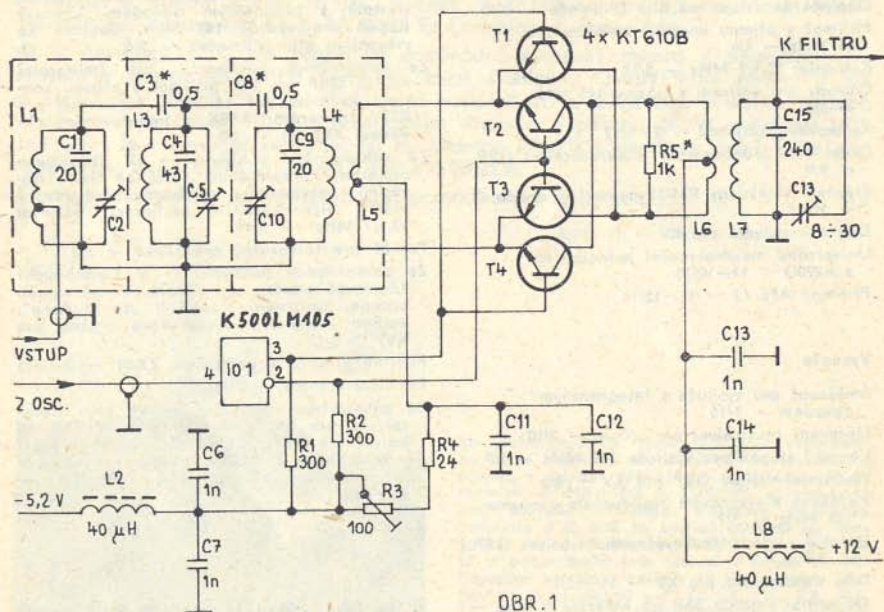 T1
4× KT610B
K FILTRU
C3*
0,5
C8*
0,5
L1
L3
L4
C1
20
C4
43
C9
20
C2
C5
C10
L5
T2
T3
T4
R5*
1k
L6
L7
C15
240
C13
8÷30
VSTUP
K500LM105
4
IO 1
3
2
Z OSC.
R1
300
R2
300
R4
24
R3
100
C6
1n
C7
1n
C11
1n
C12
1n
C13
1n
C14
1n
-5,2 V
L2
40 μH
L8
40 μH
+12 V
OBR.1